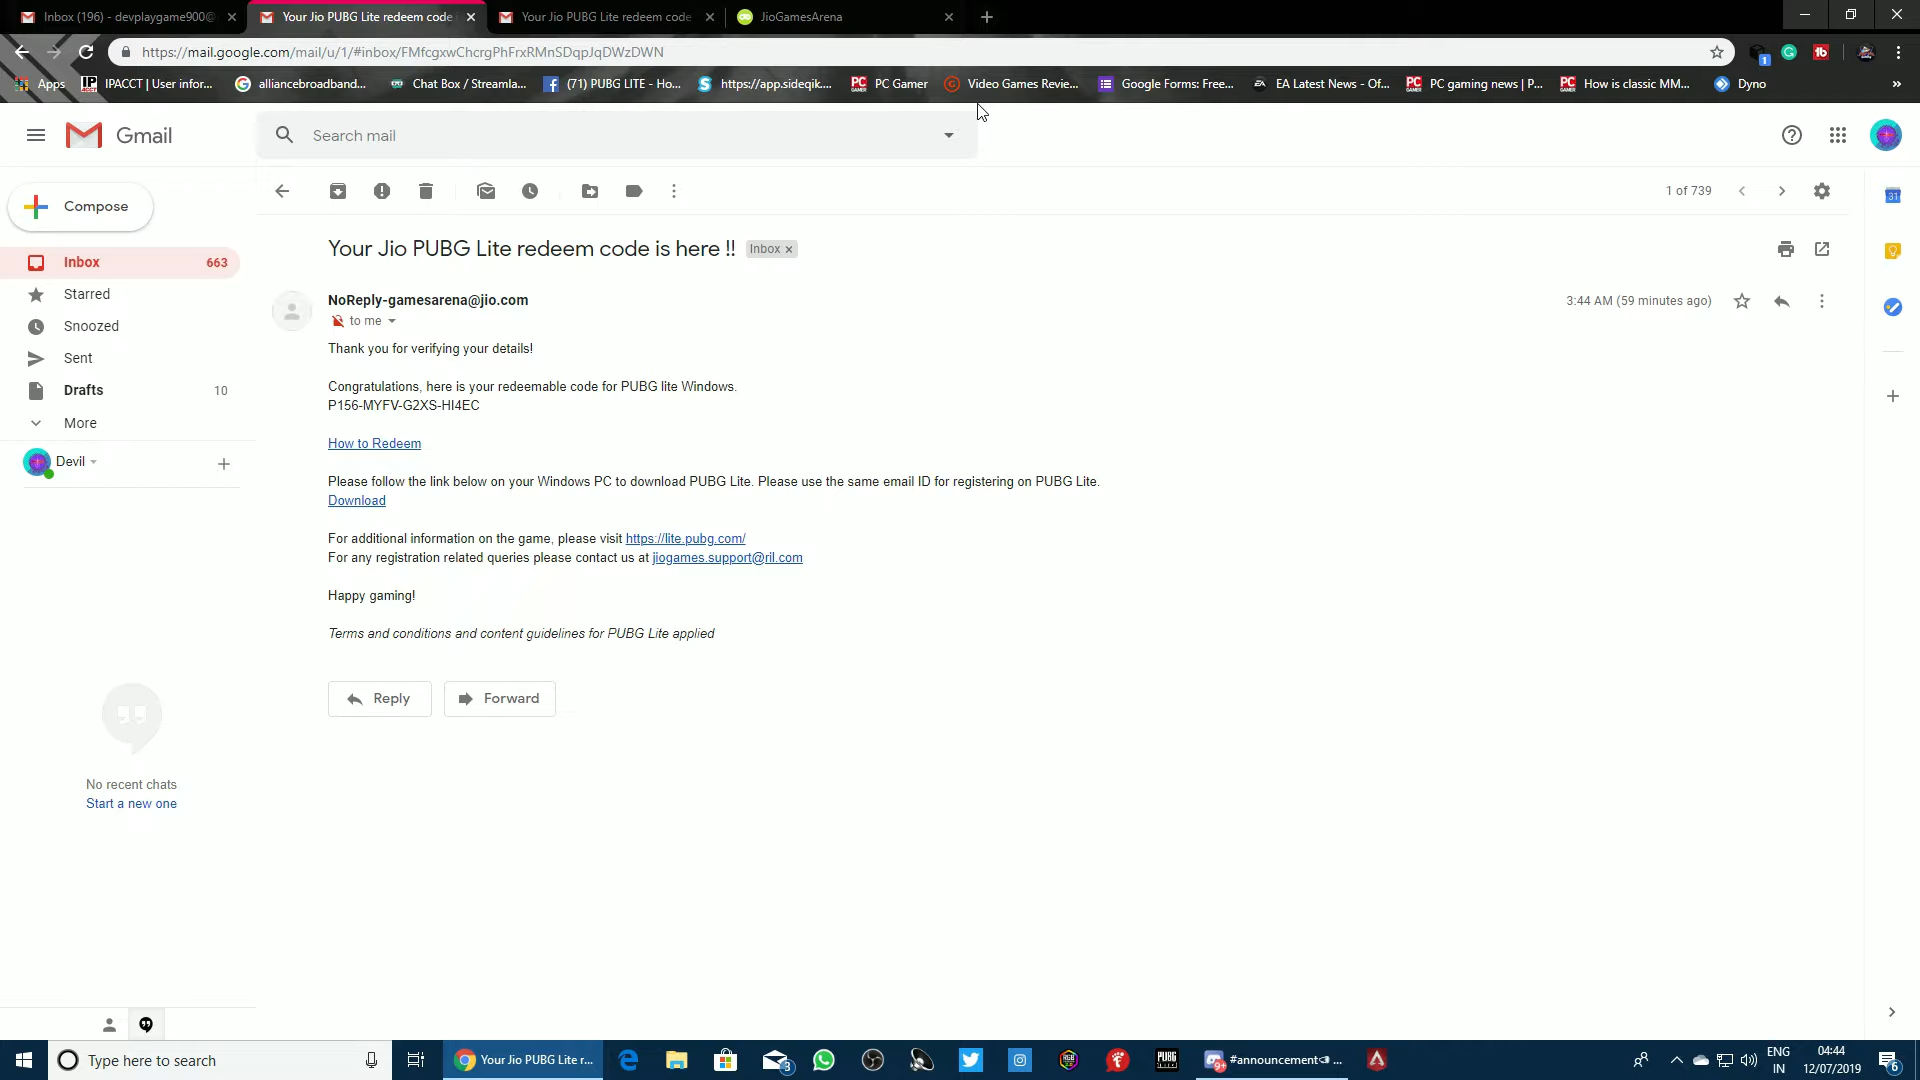 Inbox (196) - devplaygame900@
Your Jio PUBG Lite redeem code
Your Jio PUBG Lite redeem code
JioGamesArena
https://mail.google.com/mail/u/1/#inbox/FMfcgxwChcrgPhFrxRMnSDqpJqDWzDWN
Apps
IPACCT | User infor...
alliancebroadband...
Chat Box / Streamla...
(71) PUBG LITE - Ho...
https://app.sideqik....
PC Gamer
Video Games Revie...
Google Forms: Free...
EA Latest News - Of...
PC gaming news | P...
How is classic MM...
Dyno
»
Gmail
Search mail
Compose
1 of 739
Inbox 663
Starred
Snoozed
Sent
Drafts 10
More
Devil
No recent chats
Start a new one
Your Jio PUBG Lite redeem code is here !! Inbox x
NoReply-gamesarena@jio.com
3:44 AM (59 minutes ago)
to me
Thank you for verifying your details!
Congratulations, here is your redeemable code for PUBG lite Windows.
P156-MYFV-G2XS-HI4EC
How to Redeem
Please follow the link below on your Windows PC to download PUBG Lite. Please use the same email ID for registering on PUBG Lite.
Download
For additional information on the game, please visit https://lite.pubg.com/
For any registration related queries please contact us at jiogames.support@ril.com
Happy gaming!
Terms and conditions and content guidelines for PUBG Lite applied
Reply
Forward
31
Type here to search
Your Jio PUBG Lite r...
3
PUBG
9+
#announcement ...
ENG
IN
04:44
12/07/2019
6